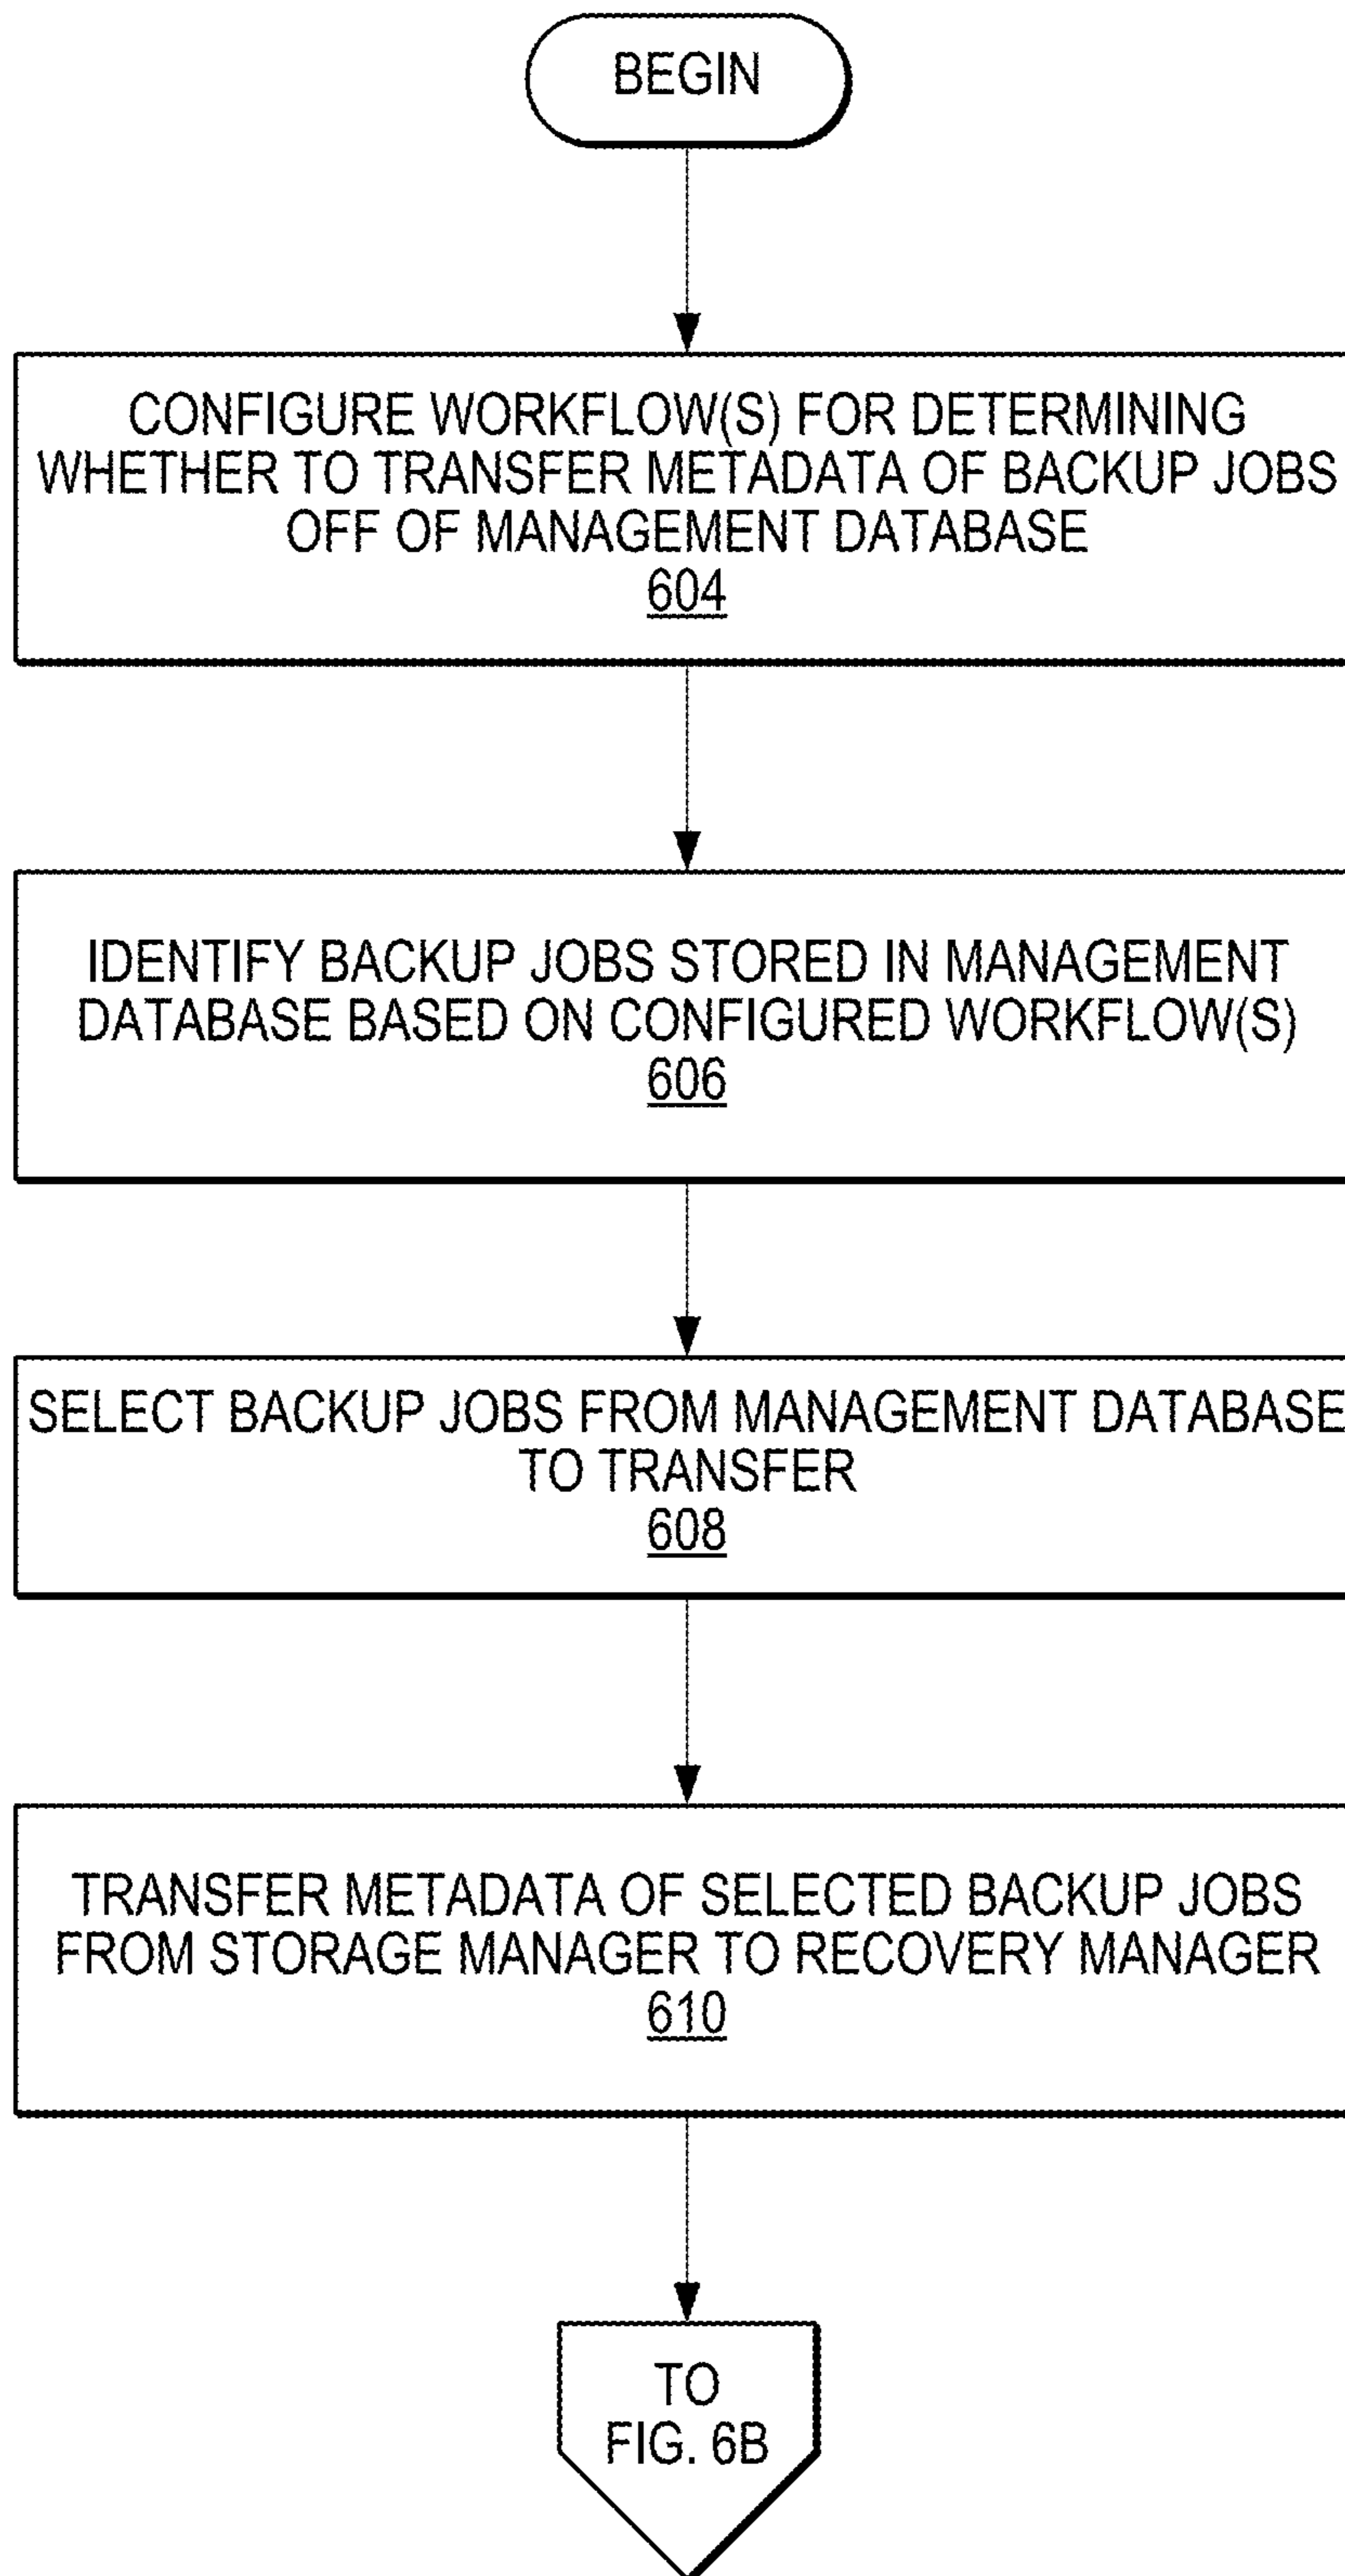 BEGIN
CONFIGURE WORKFLOW(S) FOR DETERMINING
WHETHER TO TRANSFER METADATA OF BACKUP JOBS
OFF OF MANAGEMENT DATABASE
604
IDENTIFY BACKUP JOBS STORED IN MANAGEMENT
DATABASE BASED ON CONFIGURED WORKFLOW(S)
606
SELECT BACKUP JOBS FROM MANAGEMENT DATABASE
TO TRANSFER
608
TRANSFER METADATA OF SELECTED BACKUP JOBS
FROM STORAGE MANAGER TO RECOVERY MANAGER
610
TO
FIG. 6B